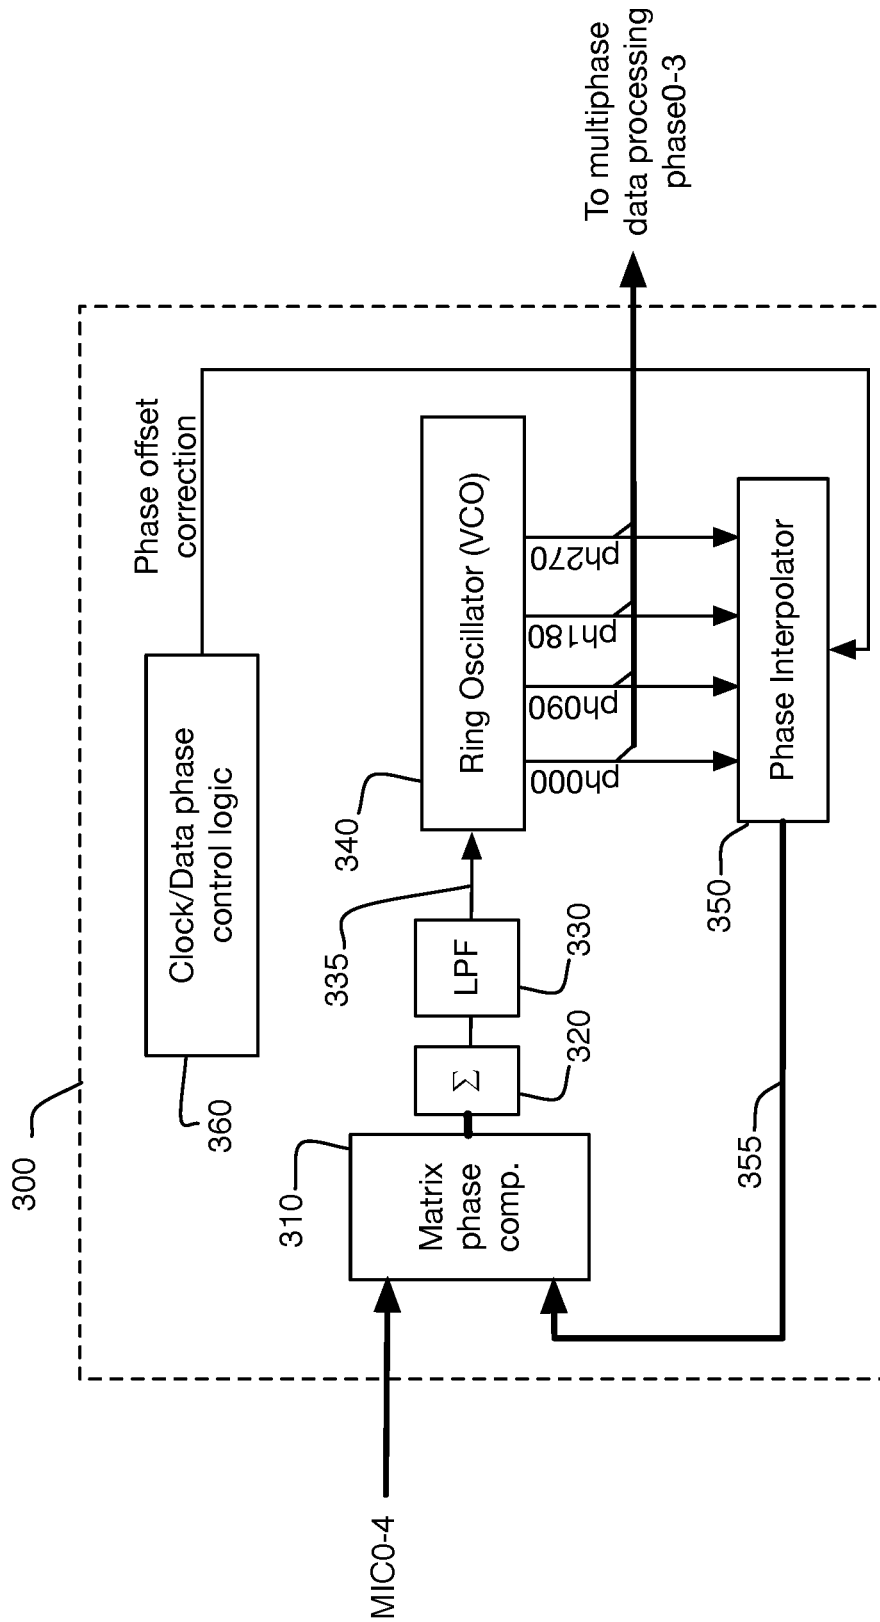 300
360
Clock/Data phase
control logic
Phase offset
correction
310
Matrix
phase
comp.
Σ
320
LPF
330
335
340
Ring Oscillator (VCO)
ph000
ph090
ph180
ph270
To multiphase
data processing
phase0-3
MIC0-4
355
350
Phase Interpolator